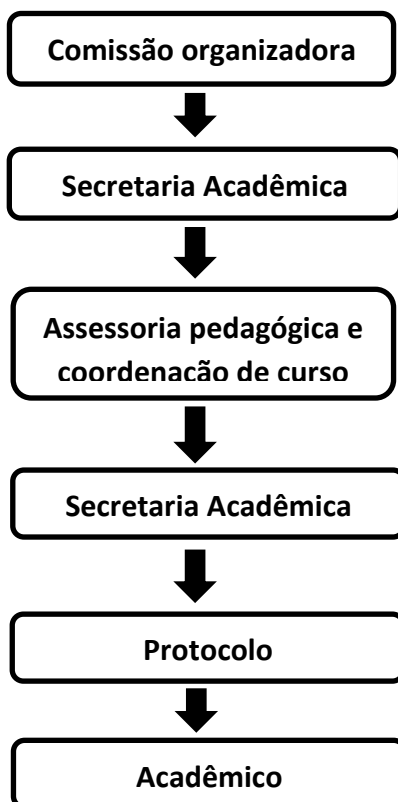 Comissão organizadora
Secretaria Acadêmica
Assessoria pedagógica e
coordenação de curso
Secretaria Acadêmica
Protocolo
Acadêmico